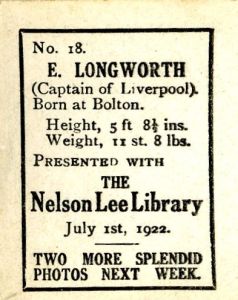 No. 18.
E. LONGWORTH
(Captain of Liverpool).
Born at Bolton.
Height, 5 ft 8½ ins.
Weight, 11 st. 8 lbs.
PRESENTED WITH
THE
Nelson Lee Library
July 1st, 1922.
TWO MORE SPLENDID
PHOTOS NEXT WEEK.